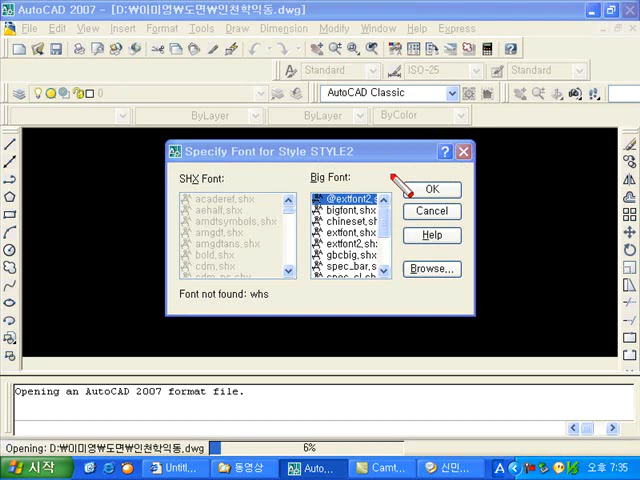 AutoCAD 2007 - [D:₩이미영₩도면₩인천학익동.dwg]
File Edit View Insert Format Tools Draw Dimension Modify Window Help Express
Standard ISO-25 Standard
0 AutoCAD Classic
ByLayer ByLayer ByColor
Specify Font for Style STYLE2
SHX Font: Big Font:
acaderef,shx @extfont2,s
aehalf,shx bigfont,shx
amdtsymbols,shx chineset,sh
amgdt,shx extfont,shx
amgdtans,shx extfont2,sh:
bold,shx gbcbig,shx
cdm,shx spec_bar,s
OK
Cancel
Help
Browse...
Font not found: whs
Opening an AutoCAD 2007 format file.
Opening: D:₩이미영₩도면₩인천학익동.dwg 6%
시작 Untitl... 동영상 Auto... Camt... 신민... A 오후 7:35